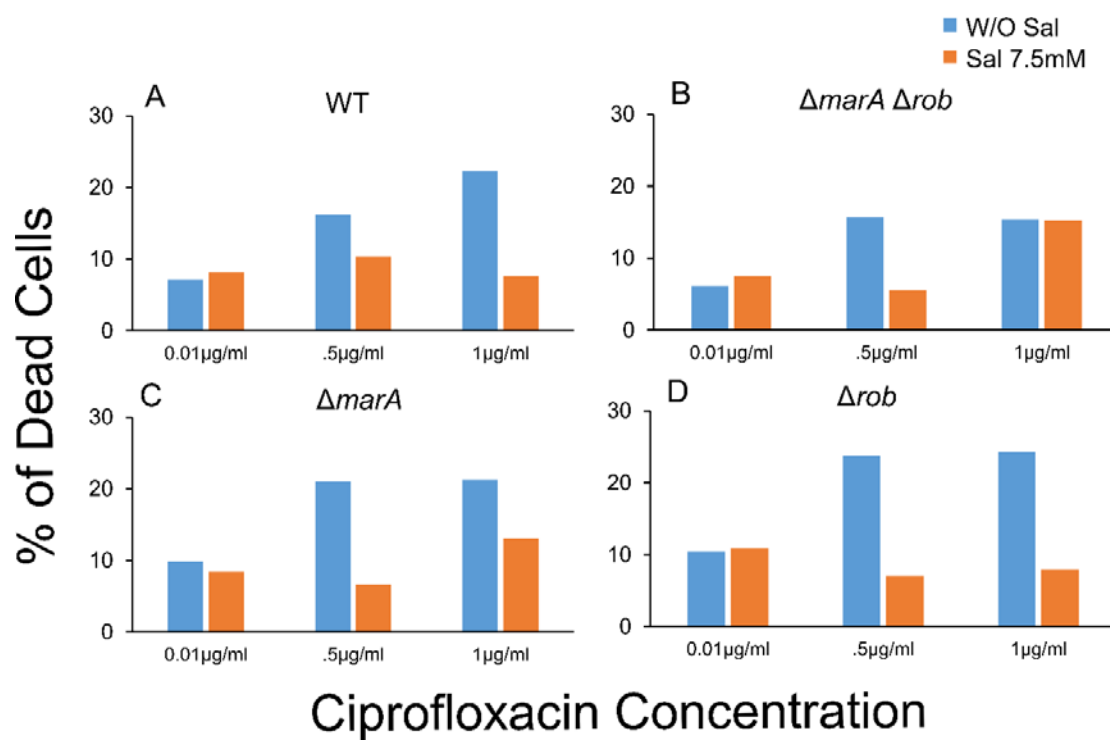 W/O Sal
Sal 7.5mM
A
WT
30
20
10
0
0.01µg/ml .5µg/ml 1µg/ml
B
ΔmarA Δrob
30
20
10
0
0.01µg/ml .5µg/ml 1µg/ml
C
ΔmarA
30
20
10
0
0.01µg/ml .5µg/ml 1µg/ml
D
Δrob
30
20
10
0
0.01µg/ml .5µg/ml 1µg/ml
% of Dead Cells
Ciprofloxacin Concentration